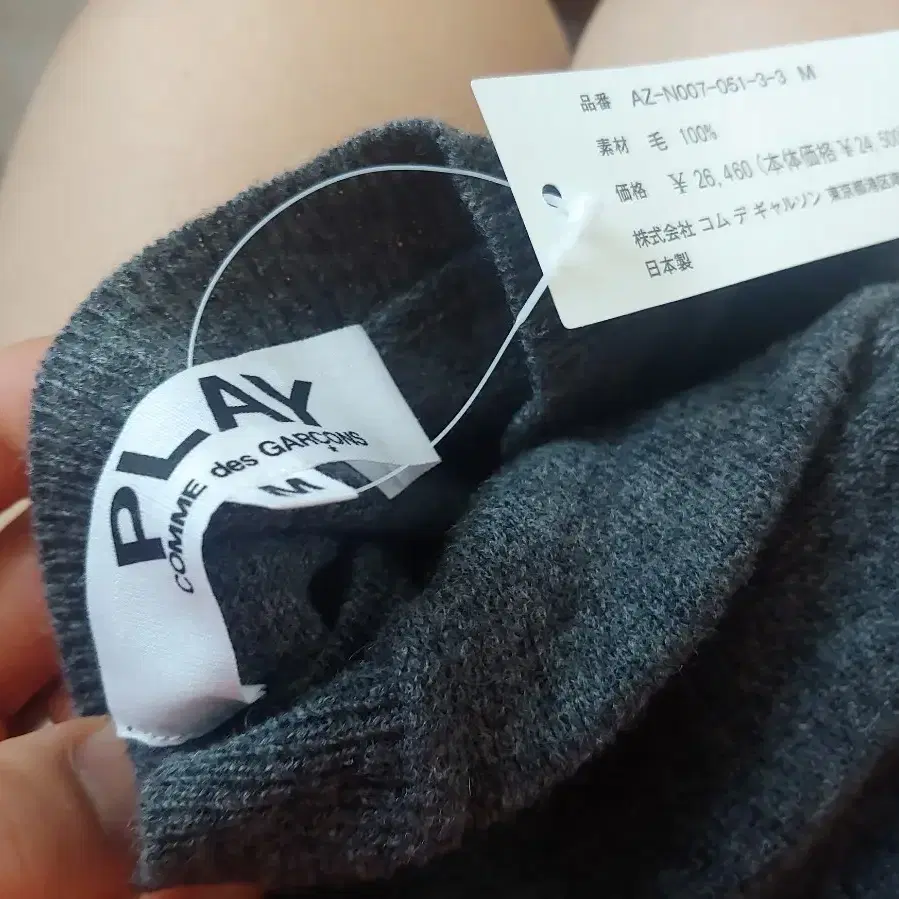 品番 AZ-N007-051-3-3 M
素材 毛 100%
価格 ¥ 26,460 (本体価格 ¥ 24,500
株式会社 コム デ ギャルソン 東京都港区南
日本製
PLAY
COMME des GARÇONS
M